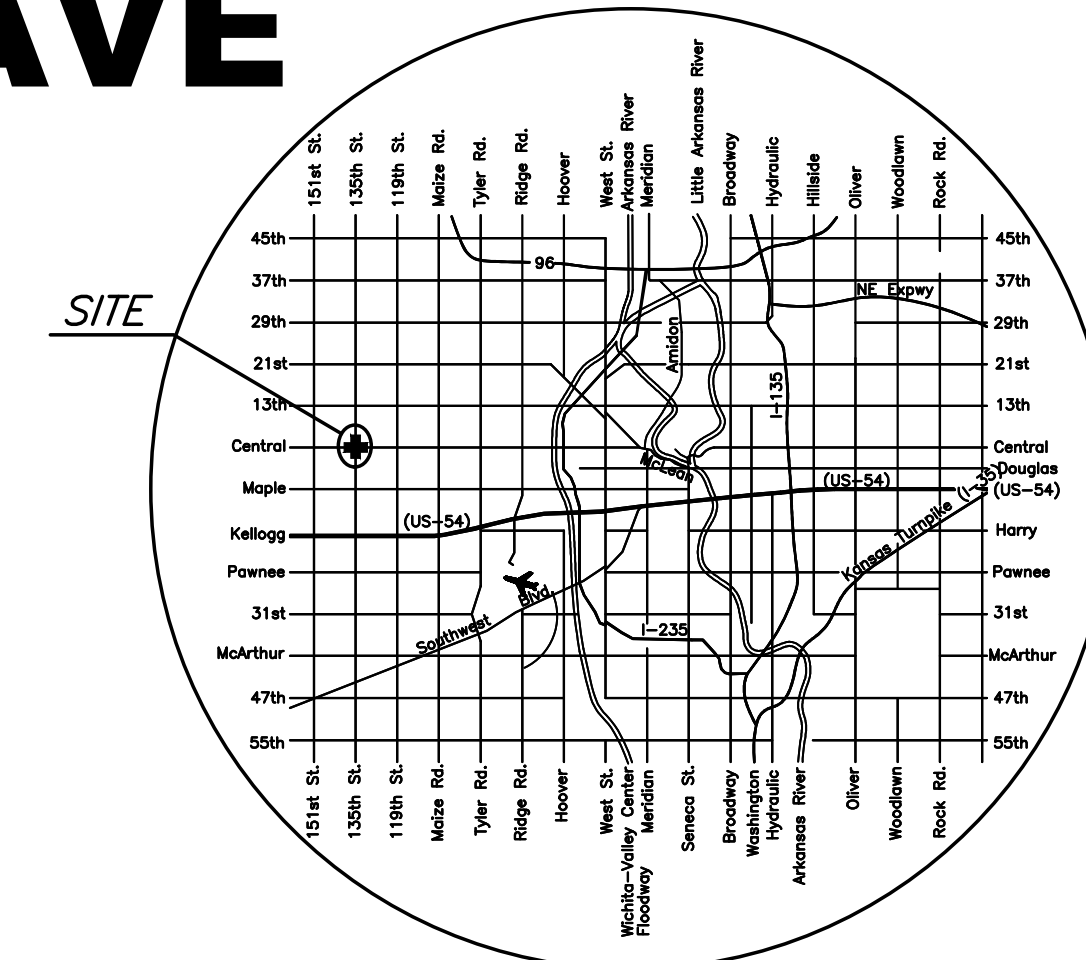 AVE
SITE
151st St.
135th St.
119th St.
Maize Rd.
Tyler Rd.
Ridge Rd.
Hoover
West St.
Arkansas River
Meridian
Little Arkansas River
Broadway
Hydraulic
Hillside
Oliver
Woodlawn
Rock Rd.
45th
37th
29th
21st
13th
Central
Maple
Kellogg
Pawnee
31st
McArthur
47th
55th
96
NE Expwy
Amidon
I-135
McLean
(US-54)
(US-54)
Kansas Turnpike (I-35)
Southwest Blvd.
I-235
45th
37th
29th
21st
13th
Central
Douglas
(US-54)
Harry
Pawnee
31st
McArthur
47th
55th
151st St.
135th St.
119th St.
Maize Rd.
Tyler Rd.
Ridge Rd.
Hoover
West St.
Wichita-Valley Center
Floodway
Meridian
Seneca St.
Broadway
Washington
Hydraulic
Arkansas River
Oliver
Woodlawn
Rock Rd.